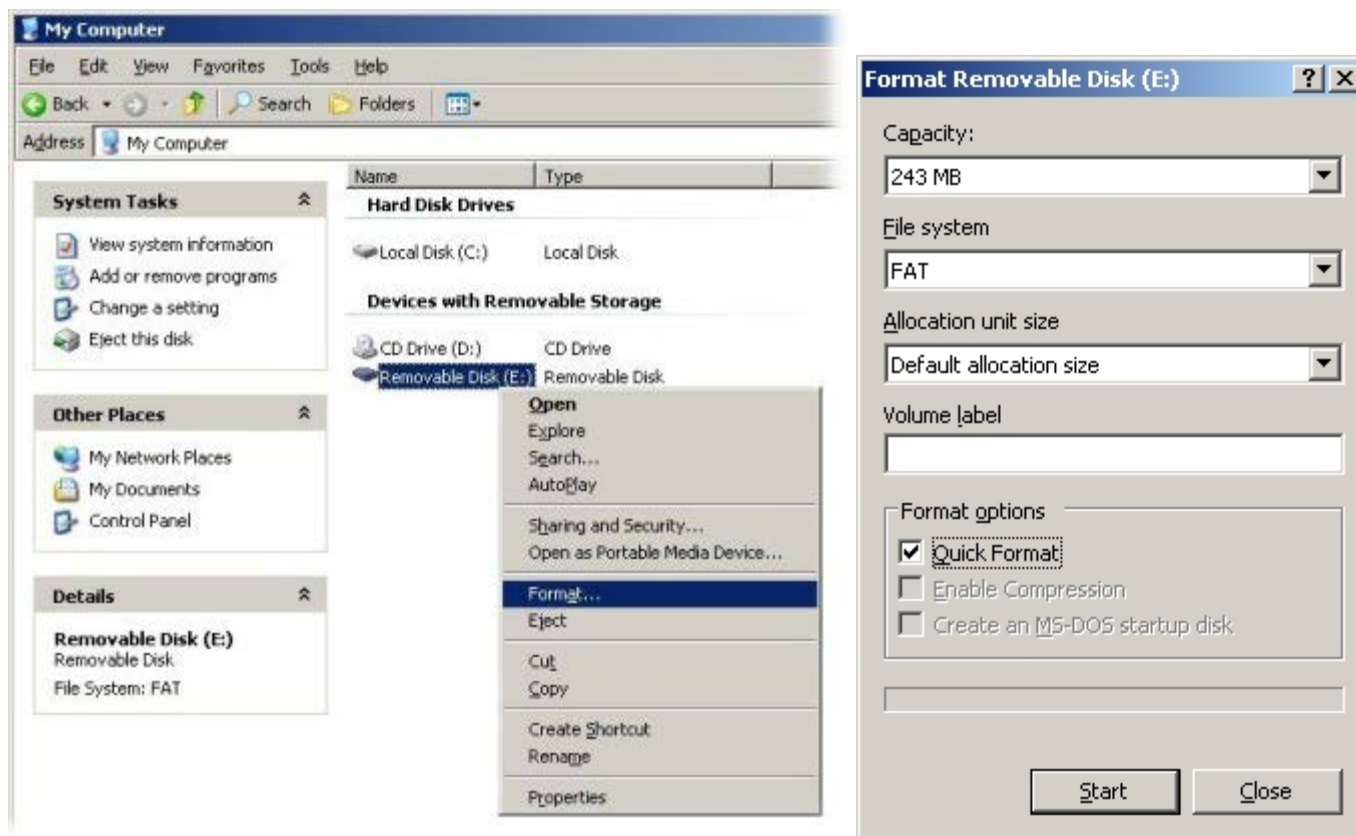 My Computer
File Edit View Favorites Tools Help
Back Search Folders
Address My Computer
System Tasks
View system information
Add or remove programs
Change a setting
Eject this disk
Other Places
My Network Places
My Documents
Control Panel
Details
Removable Disk (E:)
Removable Disk
File System: FAT
Name Type
Hard Disk Drives
Local Disk (C:) Local Disk
Devices with Removable Storage
CD Drive (D:) CD Drive
Removable Disk (E:) Removable Disk
Open
Explore
Search...
AutoPlay
Sharing and Security...
Open as Portable Media Device...
Format...
Eject
Cut
Copy
Create Shortcut
Rename
Properties
Format Removable Disk (E:)
Capacity:
243 MB
File system
FAT
Allocation unit size
Default allocation size
Volume label
Format options
Quick Format
Enable Compression
Create an MS-DOS startup disk
Start Close